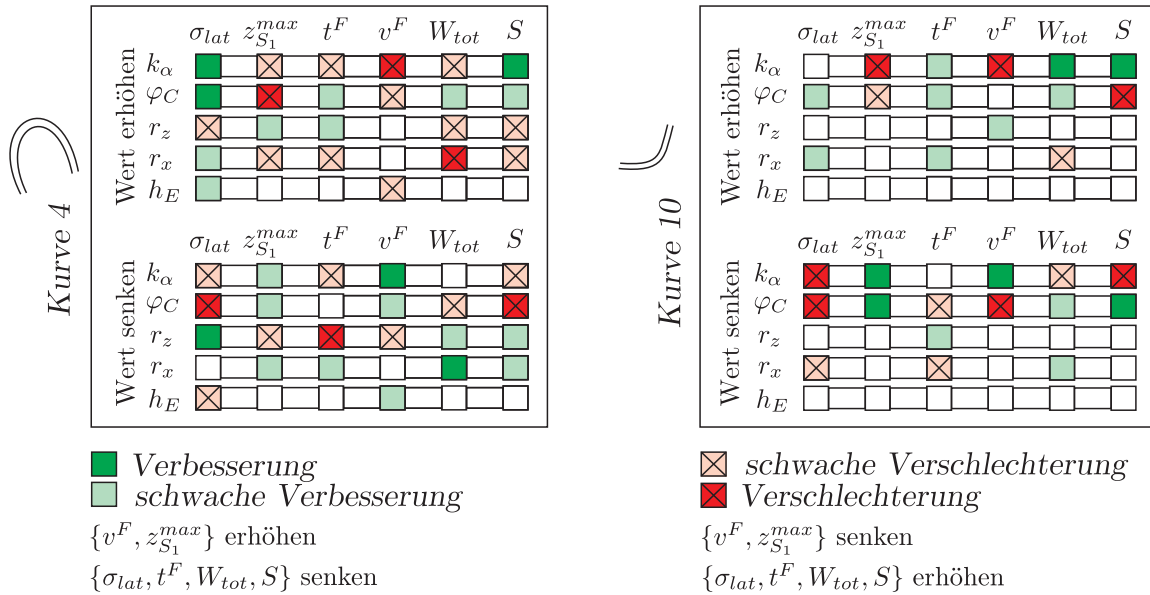 σ_lat z_{S_1}^{max} t^F v^F W_tot S
Wert erhöhen
k_α
φ_C
r_z
r_x
h_E
σ_lat z_{S_1}^{max} t^F v^F W_tot S
Wert senken
k_α
φ_C
r_z
r_x
h_E
Kurve 4
Verbesserung
schwache Verbesserung
{v^F, z_{S_1}^{max}} erhöhen
{σ_lat, t^F, W_tot, S} senken
σ_lat z_{S_1}^{max} t^F v^F W_tot S
Wert erhöhen
k_α
φ_C
r_z
r_x
h_E
σ_lat z_{S_1}^{max} t^F v^F W_tot S
Wert senken
k_α
φ_C
r_z
r_x
h_E
Kurve 10
schwache Verschlechterung
Verschlechterung
{v^F, z_{S_1}^{max}} senken
{σ_lat, t^F, W_tot, S} erhöhen